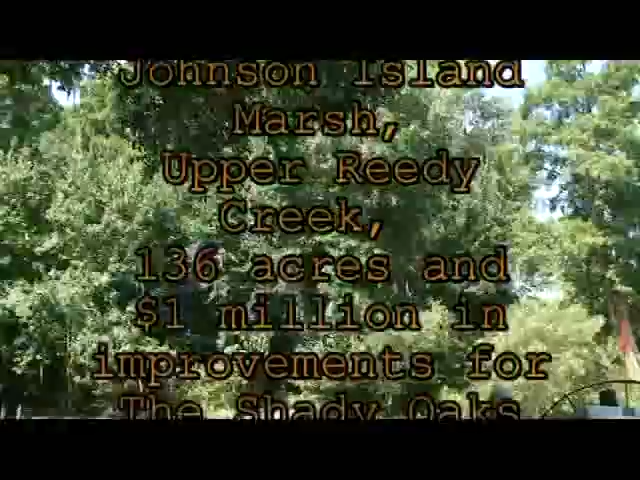 Johnson Island
Marsh,
Upper Reedy
Creek,
136 acres and
$1 million in
improvements for
The Shady Oaks